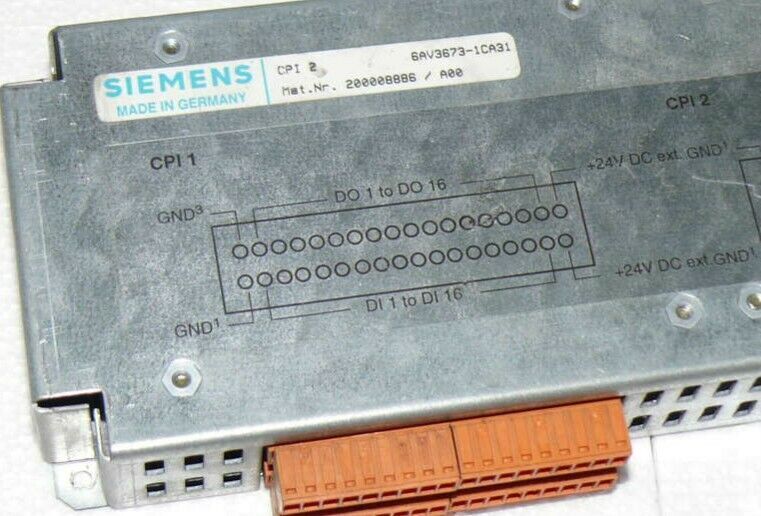 SIEMENS
MADE IN GERMANY
CPI 2
6AV3673-1CA31
Mat.Nr. 200008886 / A00
CPI 1
CPI 2
GND3
DO 1 to DO 16
+24V DC ext. GND1
GND1
DI 1 to DI 16
+24V DC ext. GND1